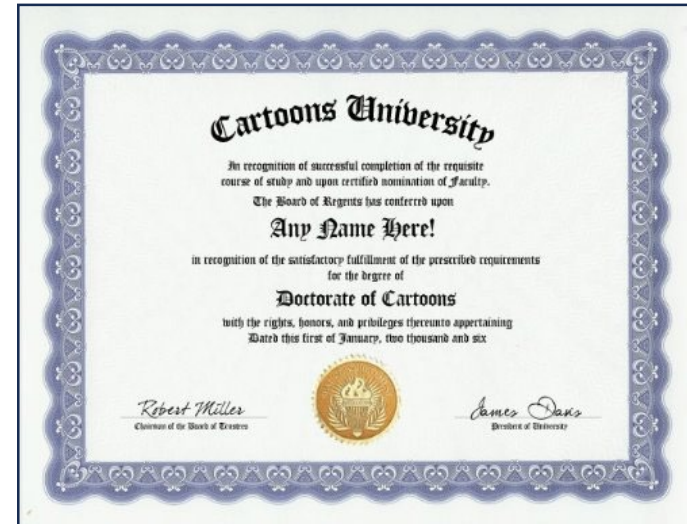 Cartoons University
In recognition of successful completion of the requisite
course of study and upon certified nomination of Faculty.
The Board of Regents has conferred upon
Any Name Here!
in recognition of the satisfactory fulfillment of the prescribed requirements
for the degree of
Doctorate of Cartoons
with the rights, honors, and privileges thereunto appertaining
Dated this first of January, two thousand and six
Robert Miller
Chairman of the Board of Trustees
James Davis
President of University